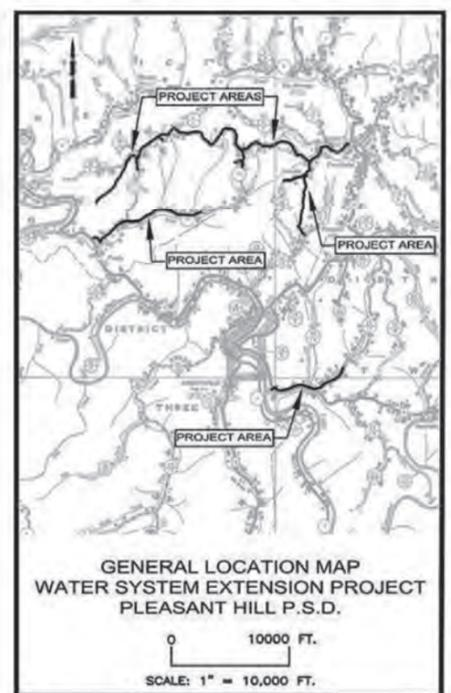 PROJECT AREAS
PROJECT AREA
PROJECT AREA
DISTRICT
THREE
PROJECT AREA
GENERAL LOCATION MAP
WATER SYSTEM EXTENSION PROJECT
PLEASANT HILL P.S.D.
0 10000 FT.
SCALE: 1" = 10,000 FT.